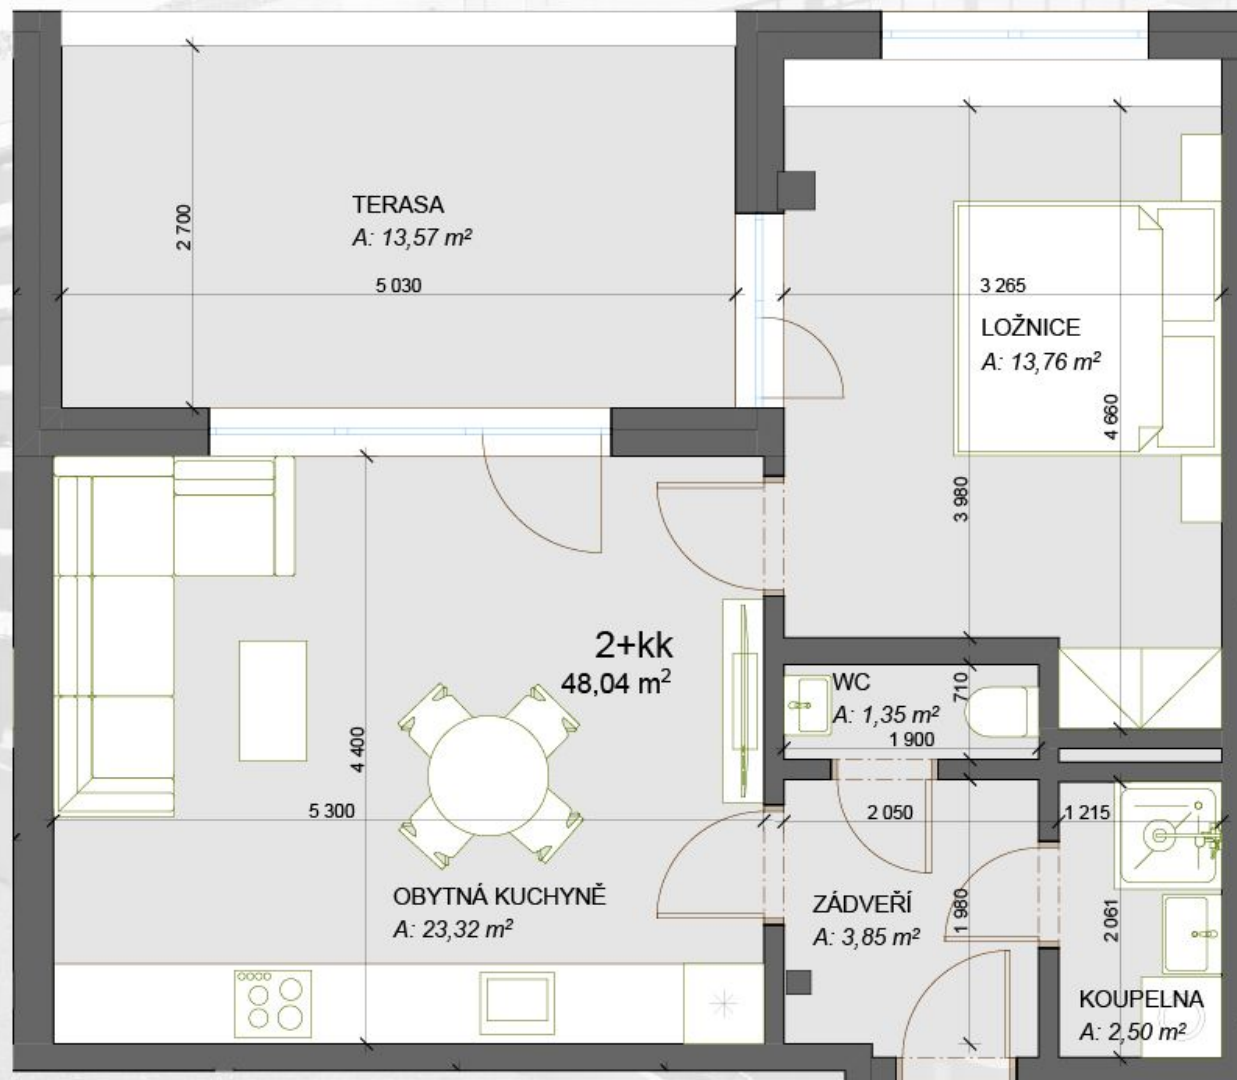 TERASA
A: 13,57 m²
2 700
5 030
3 265
LOŽNICE
A: 13,76 m²
4 660
3 980
2+kk
48,04 m²
WC
A: 1,35 m²
710
1 900
4 400
5 300
2 050
1 215
OBYTNÁ KUCHYNĚ
A: 23,32 m²
ZÁDVEŘÍ
A: 3,85 m²
1 980
2 061
KOUPELNA
A: 2,50 m²